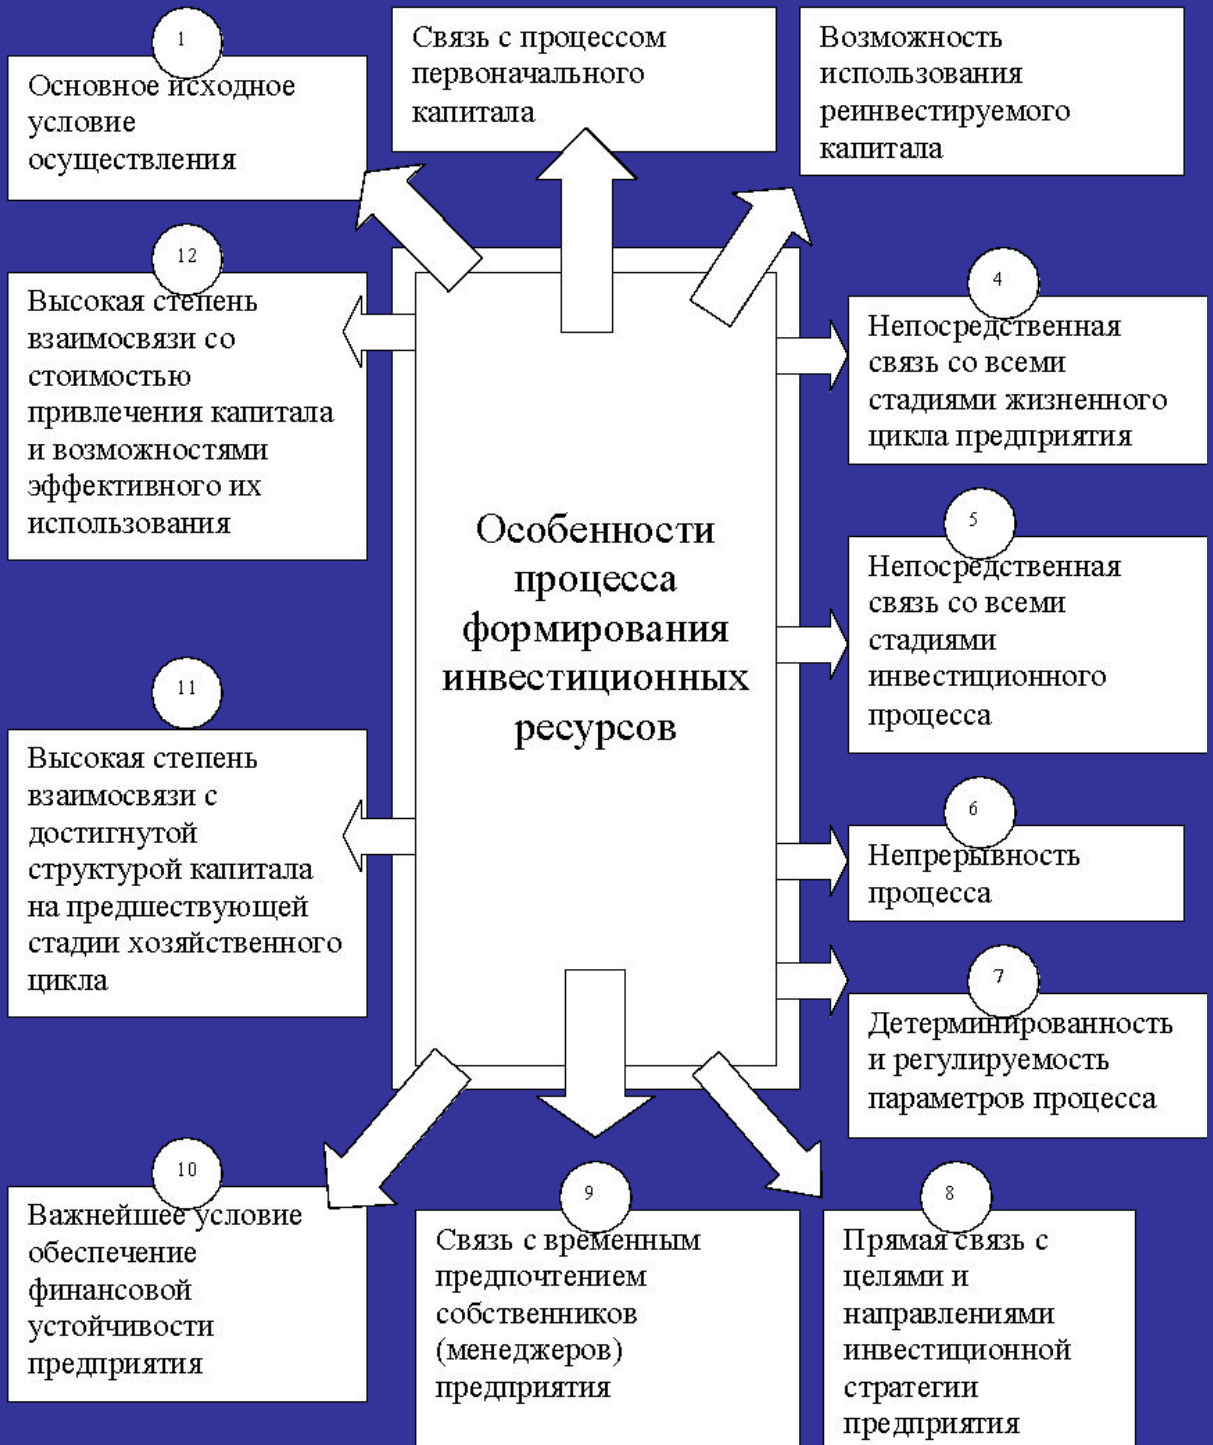 1
Основное исходное
условие
осуществления
Связь с процессом
первоначального
капитала
Возможность
использования
реинвестируемого
капитала
12
Высокая степень
взаимосвязи со
стоимостью
привлечения капитала
и возможностями
эффективного их
использования
4
Непосредственная
связь со всеми
стадиями жизненного
цикла предприятия
Особенности
процесса
формирования
инвестиционных
ресурсов
5
Непосредственная
связь со всеми
стадиями
инвестиционного
процесса
11
Высокая степень
взаимосвязи с
достигнутой
структурой капитала
на предшествующей
стадии хозяйственного
цикла
6
Непрерывность
процесса
7
Детерминированность
и регулируемость
параметров процесса
10
Важнейшее условие
обеспечение
финансовой
устойчивости
предприятия
9
Связь с временным
предпочтением
собственников
(менеджеров)
предприятия
8
Прямая связь с
целями и
направлениями
инвестиционной
стратегии
предприятия